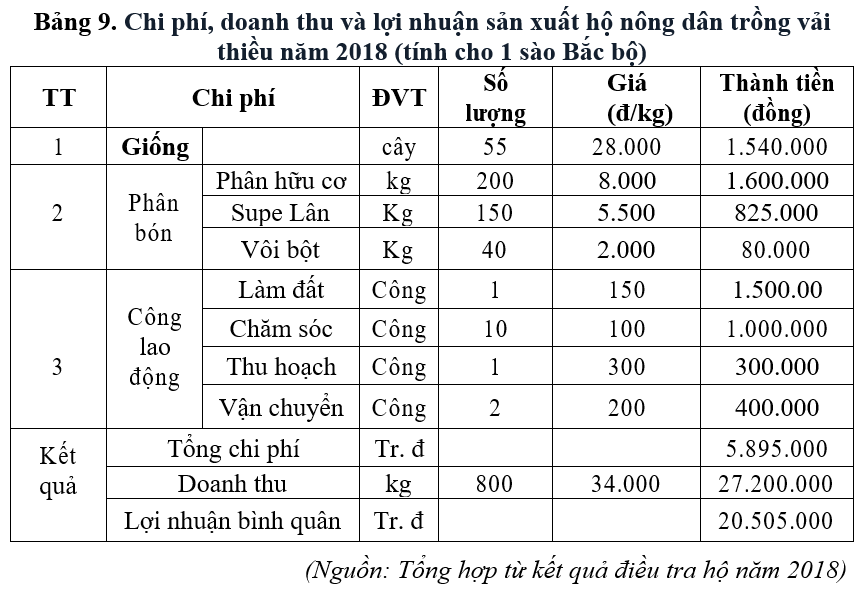 Bảng 9. Chi phí, doanh thu và lợi nhuận sản xuất hộ nông dân trồng vải
thiều năm 2018 (tính cho 1 sào Bắc bộ)
TT Chi phí ĐVT Số lượng Giá (đ/kg) Thành tiền (đồng)
1 Giống cây 55 28.000 1.540.000
2 Phân bón Phân hữu cơ kg 200 8.000 1.600.000
Supe Lân Kg 150 5.500 825.000
Vôi bột Kg 40 2.000 80.000
3 Công lao động Làm đất Công 1 150 1.500.00
Chăm sóc Công 10 100 1.000.000
Thu hoạch Công 1 300 300.000
Vận chuyển Công 2 200 400.000
Kết quả Tổng chi phí Tr. đ 5.895.000
Doanh thu kg 800 34.000 27.200.000
Lợi nhuận bình quân Tr. đ 20.505.000
(Nguồn: Tổng hợp từ kết quả điều tra hộ năm 2018)